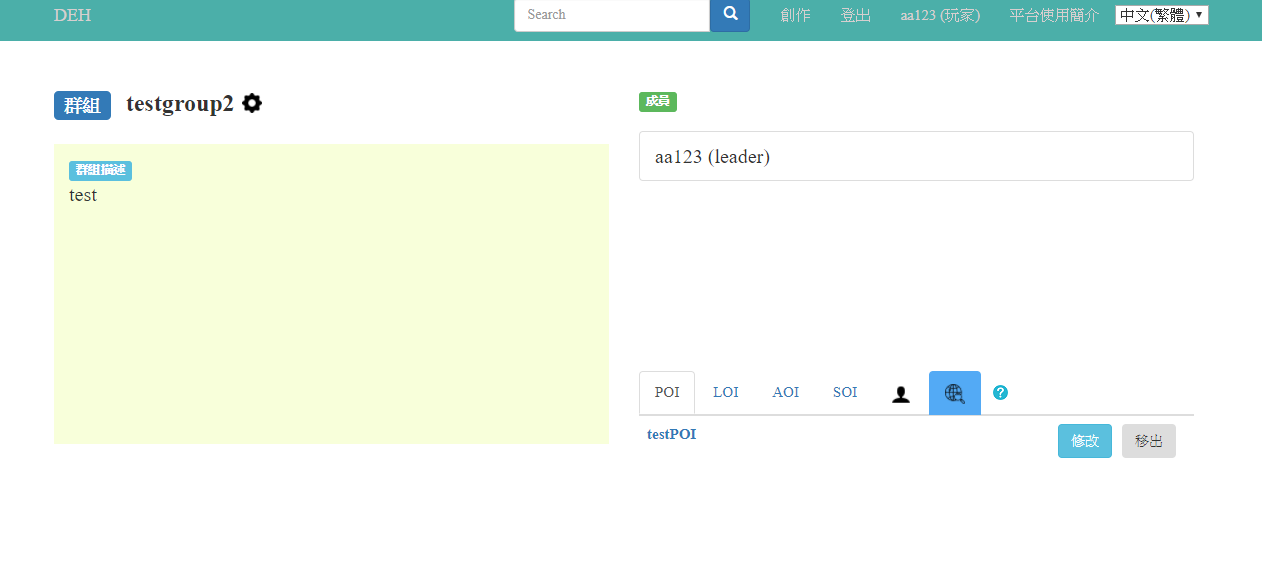 DEH
Search
創作
登出
aa123 (玩家)
平台使用簡介
中文(繁體)
群組
testgroup2
群組描述
test
成員
aa123 (leader)
POI
LOI
AOI
SOI
?
testPOI
修改
移出